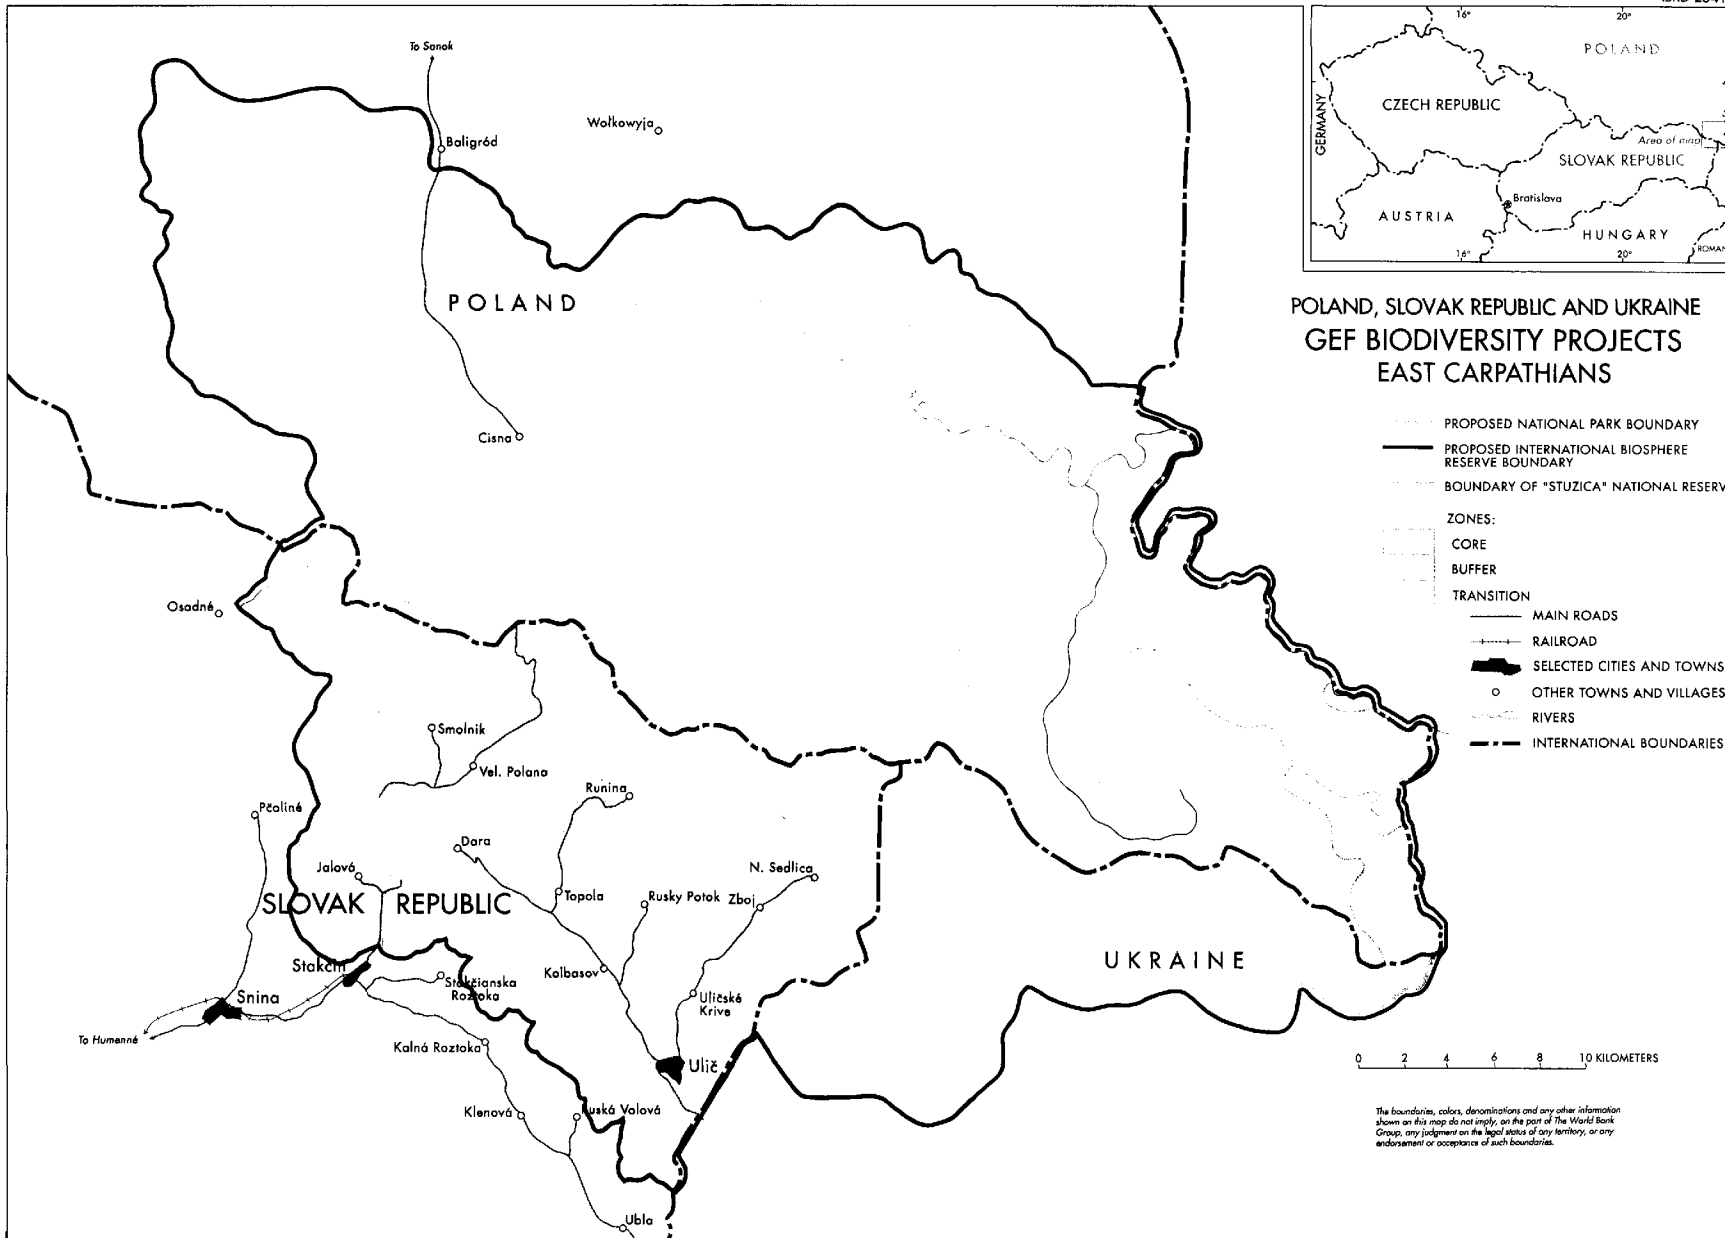 To Sanok
Baligród
Wołkowyja
POLAND
Cisna
Osadné
Smolnik
Vel. Polana
Runina
Pčoliné
Dara
Jalová
N. Sedlica
Topola
Rusky Potok
Zboj
SLOVAK REPUBLIC
UKRAINE
Stakčin
Kolbasov
Stakčianska
Roztoka
Snina
Uličské
Krive
To Humenné
Kalná Roztoka
Ulič
Klenová
Ubla
16°
20°
POLAND
GERMANY
CZECH REPUBLIC
Area of map
SLOVAK REPUBLIC
Bratislava
AUSTRIA
HUNGARY
16°
20°
POLAND, SLOVAK REPUBLIC AND UKRAINE
GEF BIODIVERSITY PROJECTS
EAST CARPATHIANS
PROPOSED NATIONAL PARK BOUNDARY
PROPOSED INTERNATIONAL BIOSPHERE
RESERVE BOUNDARY
BOUNDARY OF "STUZICA" NATIONAL RESERV
ZONES:
CORE
BUFFER
TRANSITION
MAIN ROADS
RAILROAD
SELECTED CITIES AND TOWNS
OTHER TOWNS AND VILLAGES
RIVERS
INTERNATIONAL BOUNDARIES
0 2 4 6 8 10 KILOMETERS
The boundaries, colors, denominations and any other information
shown on this map do not imply, on the part of The World Bank
Group, any judgment on the legal status of any territory, or any
endorsement or acceptance of such boundaries.